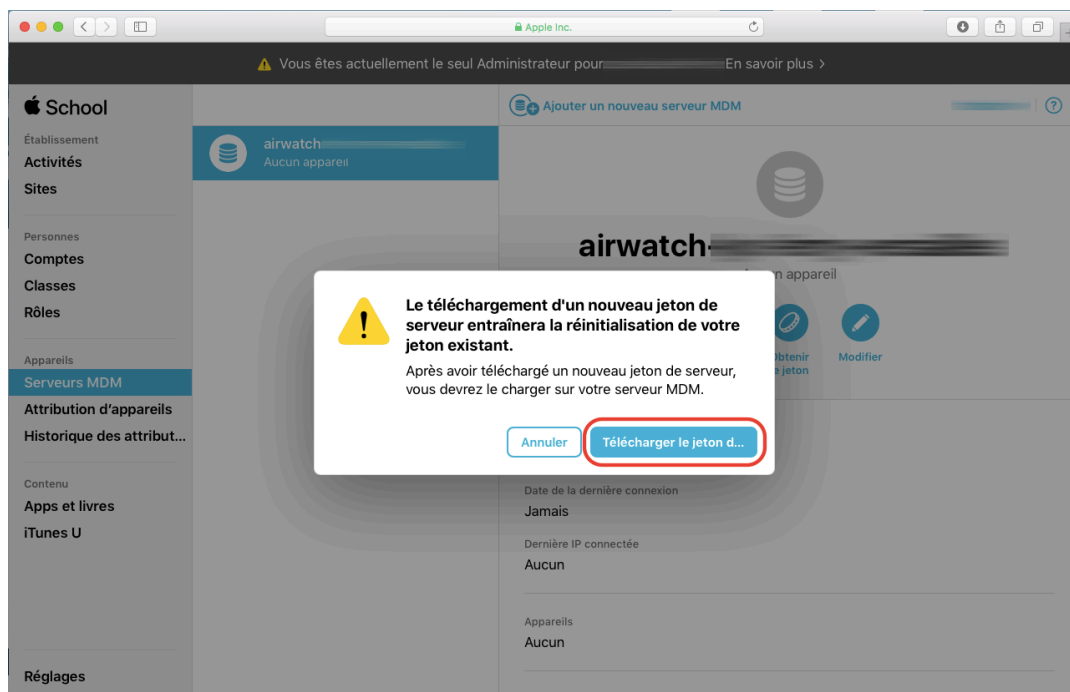 Apple Inc.
Vous êtes actuellement le seul Administrateur pour En savoir plus >
School
Établissement
Activités
Sites
Personnes
Comptes
Classes
Rôles
Appareils
Serveurs MDM
Attribution d'appareils
Historique des attribut...
Contenu
Apps et livres
iTunes U
Réglages
airwatch
Aucun appareil
Ajouter un nouveau serveur MDM
?
airwatch-
n appareil
Obtenir
e jeton
Modifier
Le téléchargement d'un nouveau jeton de
serveur entraînera la réinitialisation de votre
jeton existant.
Après avoir téléchargé un nouveau jeton de serveur,
vous devrez le charger sur votre serveur MDM.
Annuler
Télécharger le jeton d...
Date de la dernière connexion
Jamais
Dernière IP connectée
Aucun
Appareils
Aucun